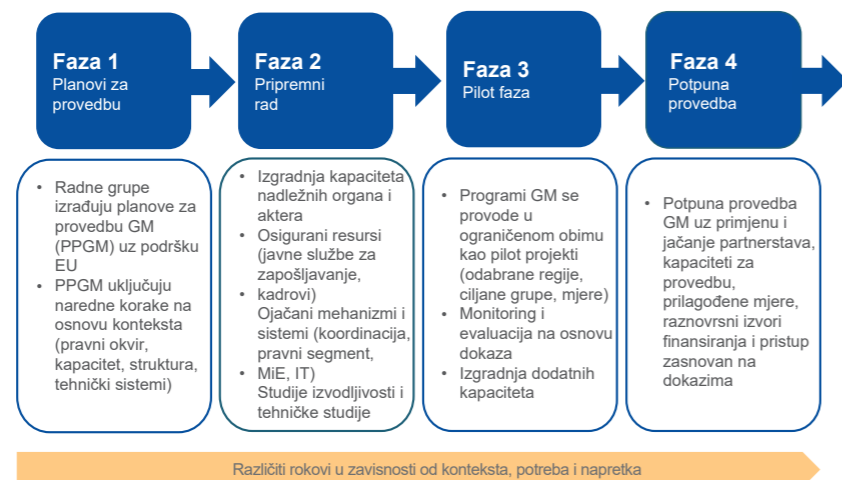 Faza 1
Planovi za
provedbu
Faza 2
Pripremni
rad
Faza 3
Pilot faza
Faza 4
Potpuna
provedba
• Radne grupe
izrađuju planove za
provedbu GM
(PPGM) uz podršku
EU
• PPGM uključuju
naredne korake na
osnovu konteksta
(pravni okvir,
kapacitet, struktura,
tehnički sistemi)
• Izgradnja kapaciteta
nadležnih organa i
aktera
• Osigurani resursi
(javne službe za
zapošljavanje,
• kadrovi)
Ojačani mehanizmi i
sistemi (koordinacija,
pravni segment,
• MiE, IT)
Studije izvodljivosti i
tehničke studije
• Programi GM se
provode u
ograničenom obimu
kao pilot projekti
(odabrane regije,
ciljane grupe, mjere)
• Monitoring i
evaluacija na osnovu
dokaza
• Izgradnja dodatnih
kapaciteta
• Potpuna provedba
GM uz primjenu i
jačanje partnerstava,
kapaciteti za
provedbu,
prilagođene mjere,
raznovrsni izvori
finansiranja i pristup
zasnovan na
dokazima
Različiti rokovi u zavisnosti od konteksta, potreba i napretka